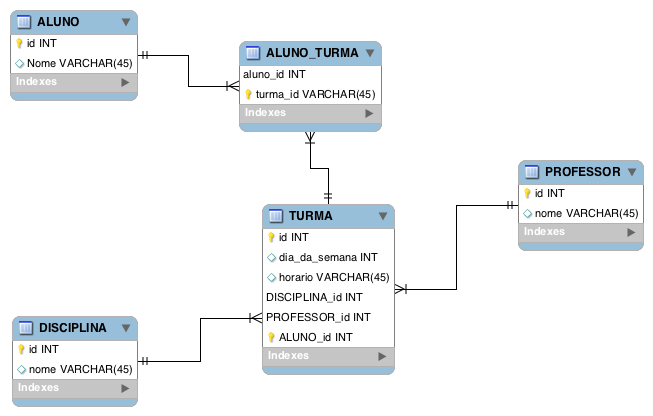 ALUNO
id INT
Nome VARCHAR(45)
Indexes
ALUNO_TURMA
aluno_id INT
turma_id VARCHAR(45)
Indexes
PROFESSOR
id INT
nome VARCHAR(45)
Indexes
TURMA
id INT
dia_da_semana INT
horario VARCHAR(45)
DISCIPLINA_id INT
PROFESSOR_id INT
ALUNO_id INT
Indexes
DISCIPLINA
id INT
nome VARCHAR(45)
Indexes